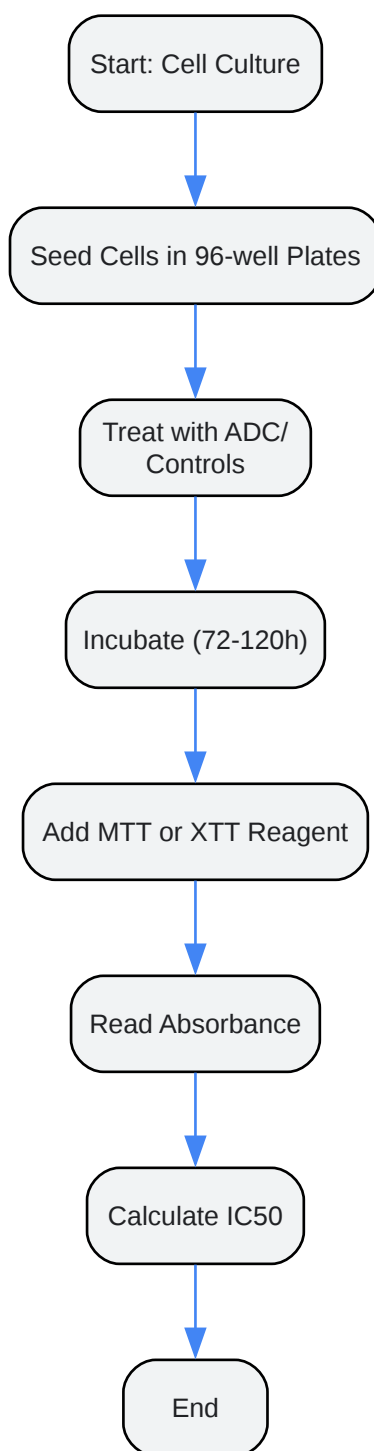 Start: Cell Culture
Seed Cells in 96-well Plates
Treat with ADC/
Controls
Incubate (72-120h)
Add MTT or XTT Reagent
Read Absorbance
Calculate IC50
End